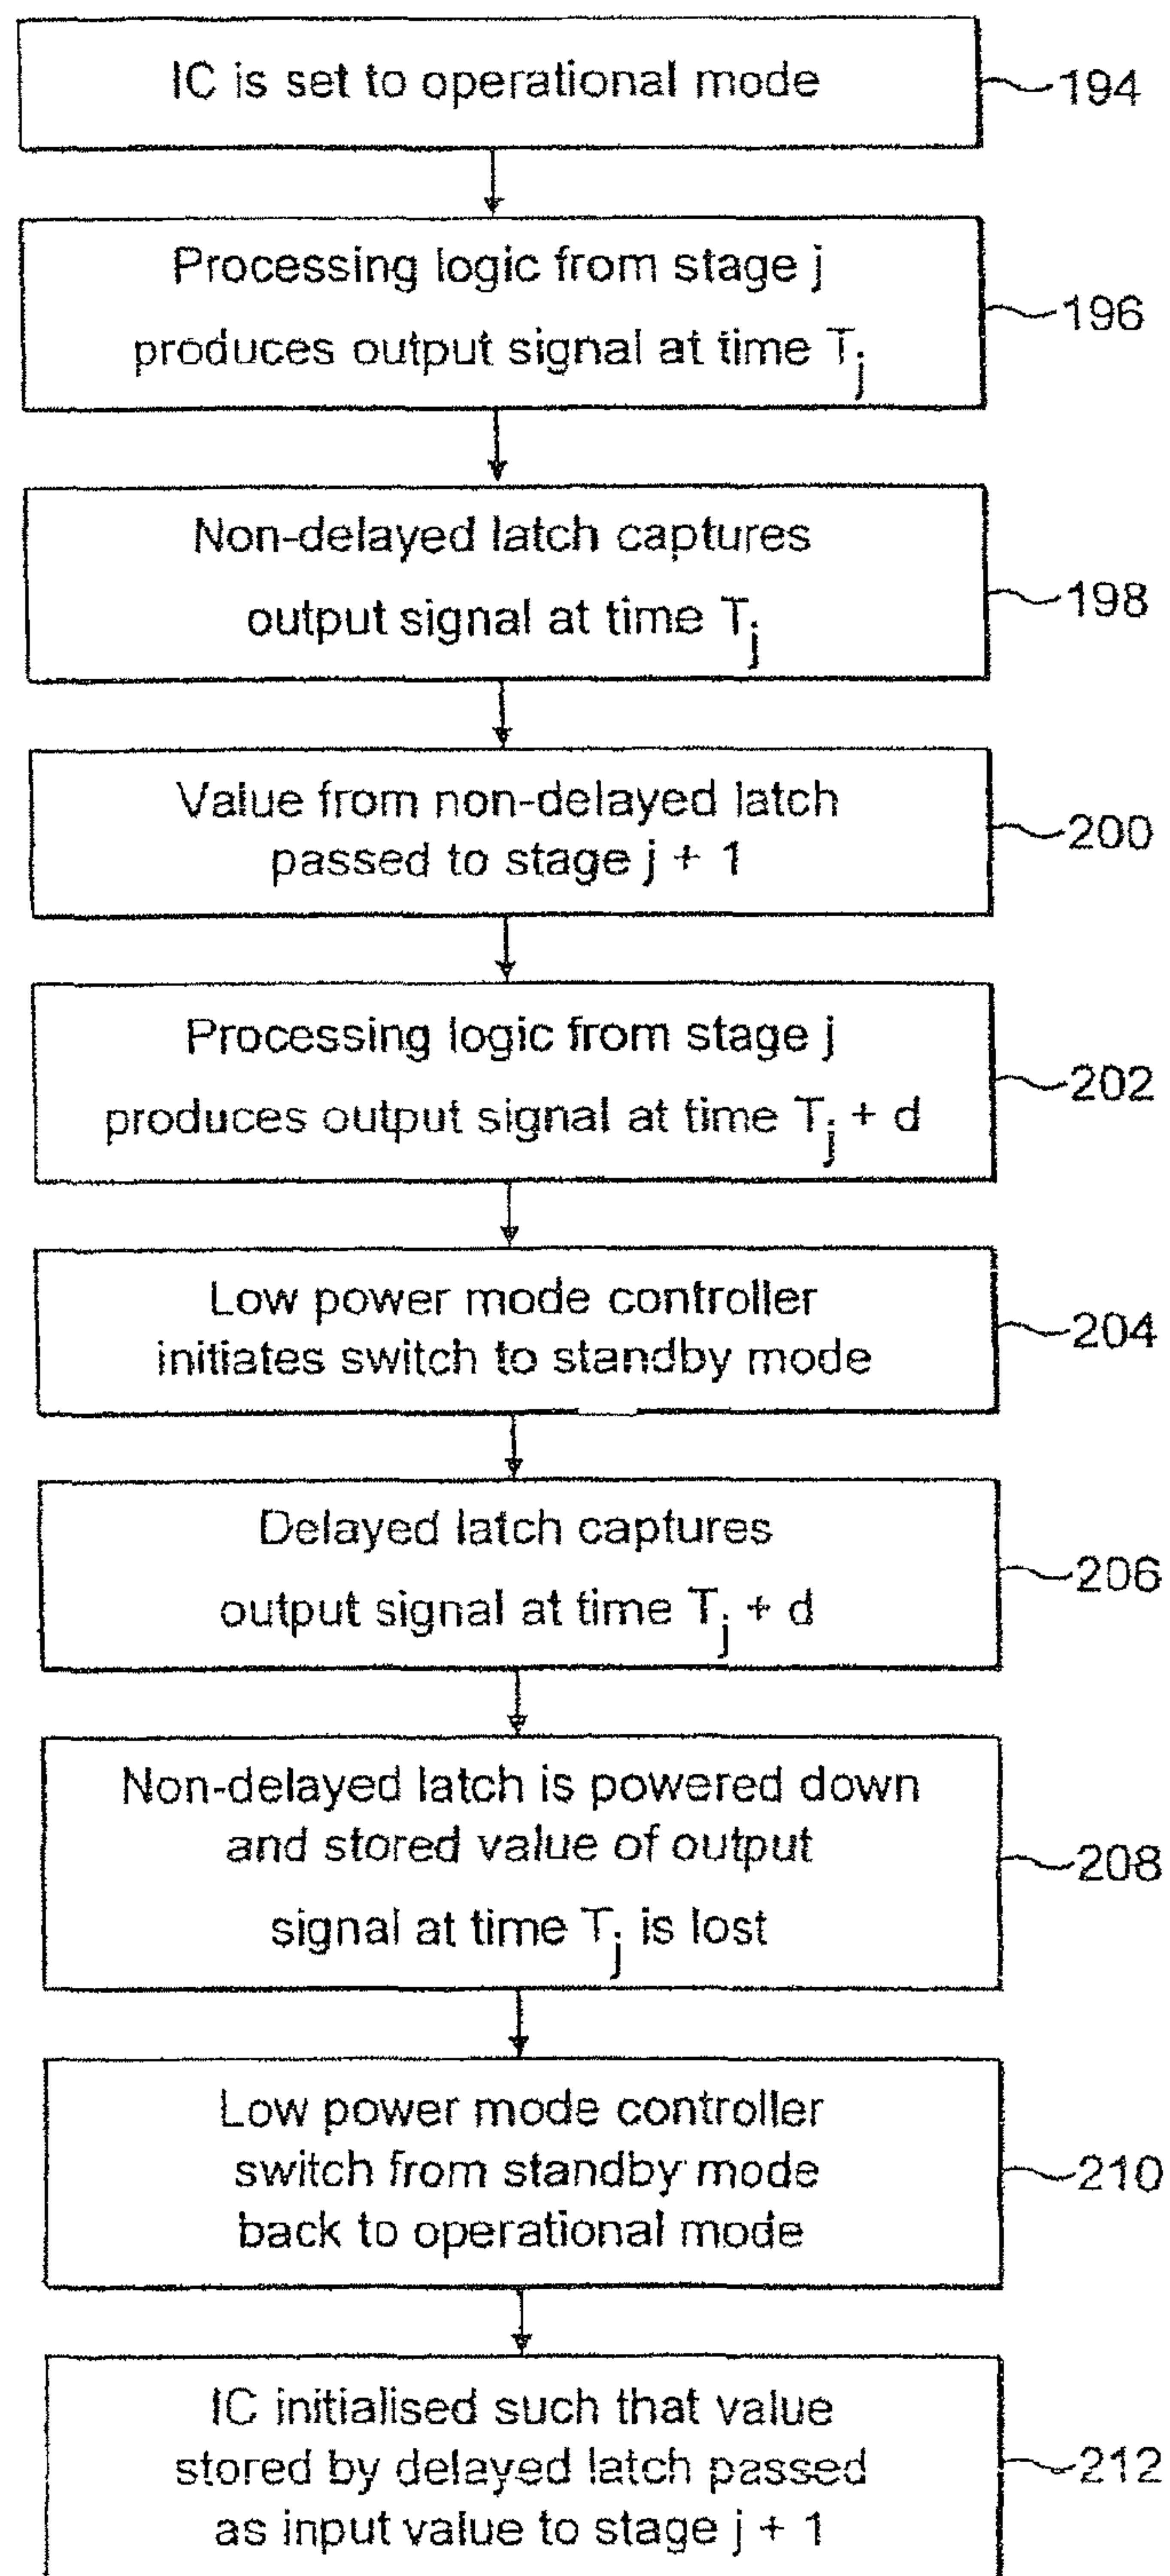 IC is set to operational mode
194
Processing logic from stage j
produces output signal at time Tj
196
Non-delayed latch captures
output signal at time Tj
198
Value from non-delayed latch
passed to stage j + 1
200
Processing logic from stage j
produces output signal at time Tj + d
202
Low power mode controller
initiates switch to standby mode
204
Delayed latch captures
output signal at time Tj + d
206
Non-delayed latch is powered down
and stored value of output
signal at time Tj is lost
208
Low power mode controller
switch from standby mode
back to operational mode
210
IC initialised such that value
stored by delayed latch passed
as input value to stage j + 1
212